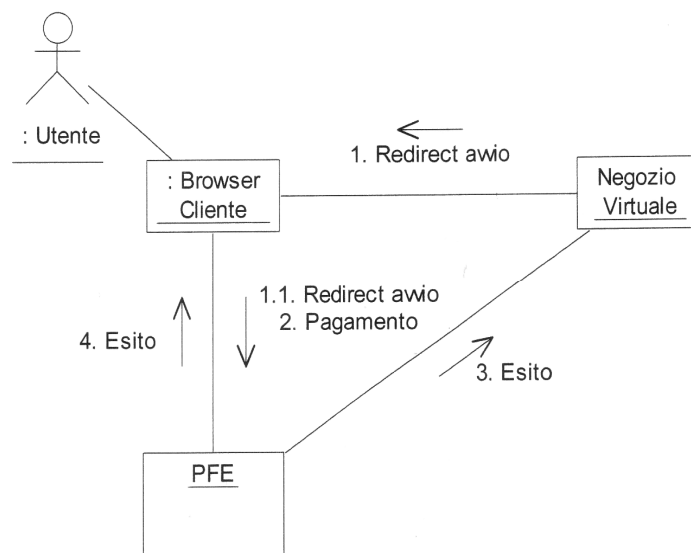 : Utente
1. Redirect avvio
: Browser
Cliente
Negozio
Virtuale
1.1. Redirect avvio
2. Pagamento
4. Esito
3. Esito
PFE